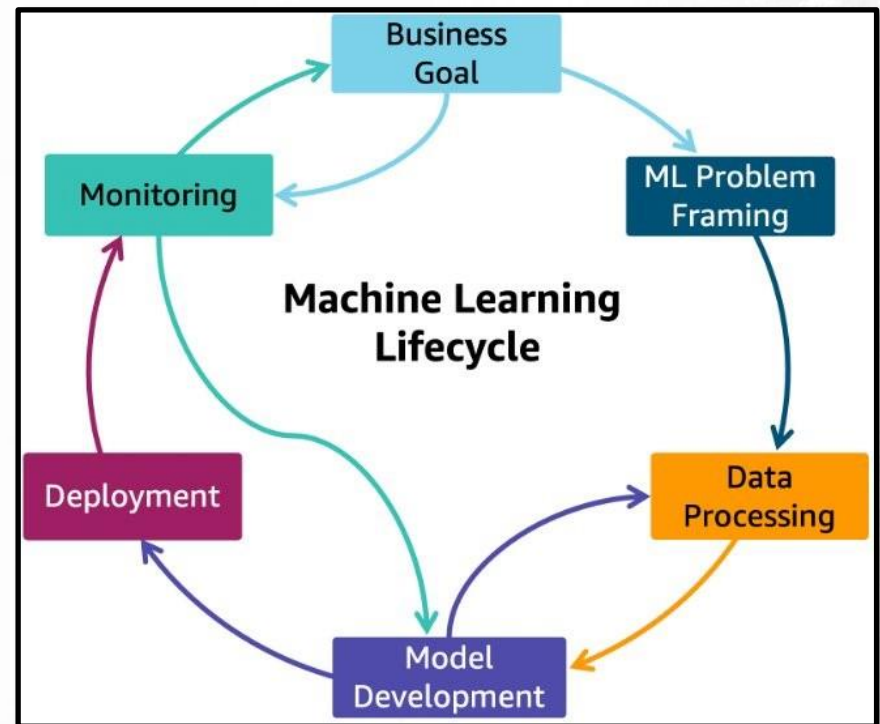 Business
Goal
Monitoring
ML Problem
Framing
Machine Learning
Lifecycle
Deployment
Data
Processing
Model
Development